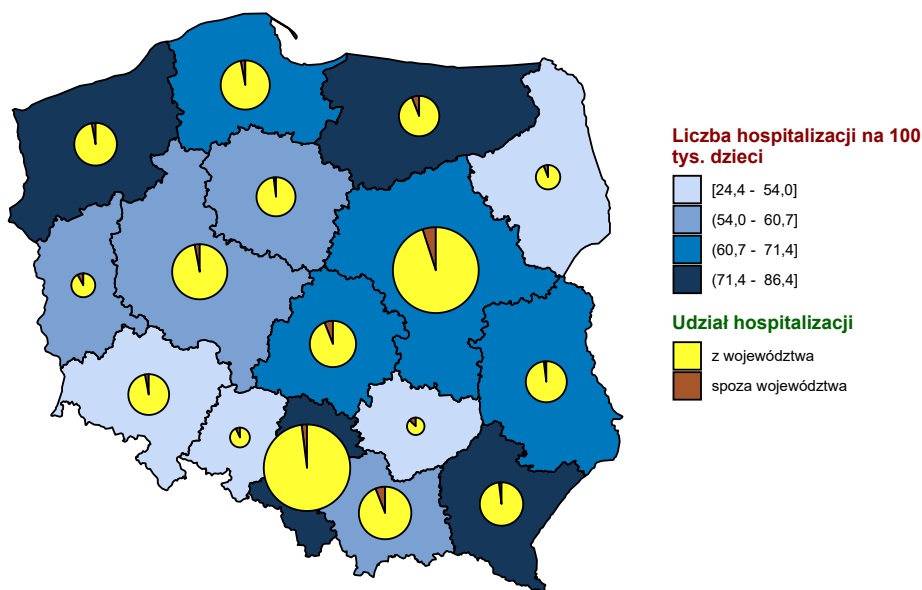 Liczba hospitalizacji na 100
tys. dzieci
[24,4 - 54,0]
(54,0 - 60,7]
(60,7 - 71,4]
(71,4 - 86,4]
Udział hospitalizacji
z województwa
spoza województwa